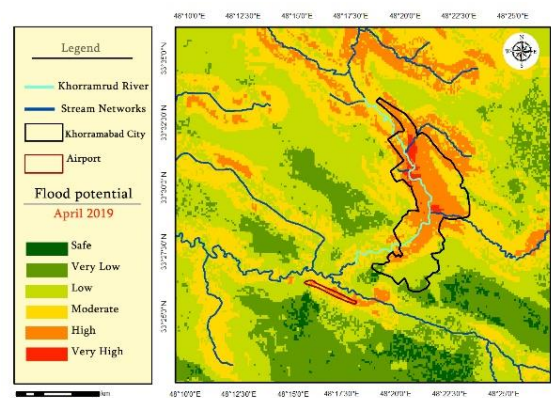 48°10'0"E 48°12'30"E 48°15'0"E 48°17'30"E 48°20'0"E 48°22'30"E 48°25'0"E
Legend
Khorramrud River
Stream Networks
Khorramabad City
Airport
Flood potential
April 2019
Safe
Very Low
Low
Moderate
High
Very High
km
33°35'0"N
33°32'30"N
33°30'0"N
33°27'30"N
33°25'0"N
N
48°10'0"E 48°12'30"E 48°15'0"E 48°17'30"E 48°20'0"E 48°22'30"E 48°25'0"E